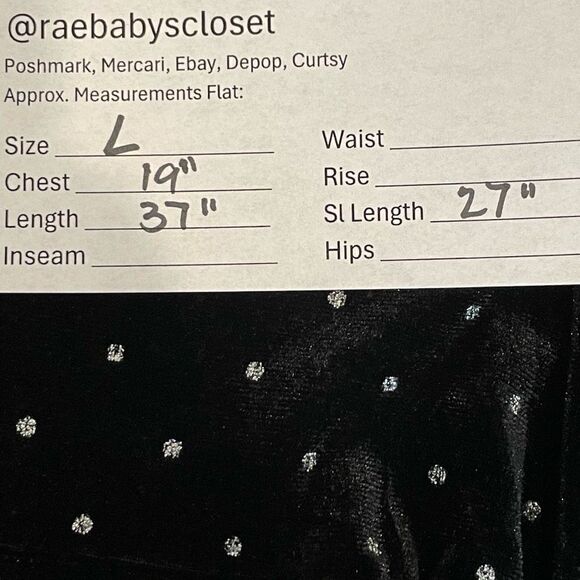 @raebabyscloset
Poshmark, Mercari, Ebay, Depop, Curtsy
Approx. Measurements Flat:
Size L Waist
Chest 19" Rise
Length 37" Sl Length 27"
Inseam Hips